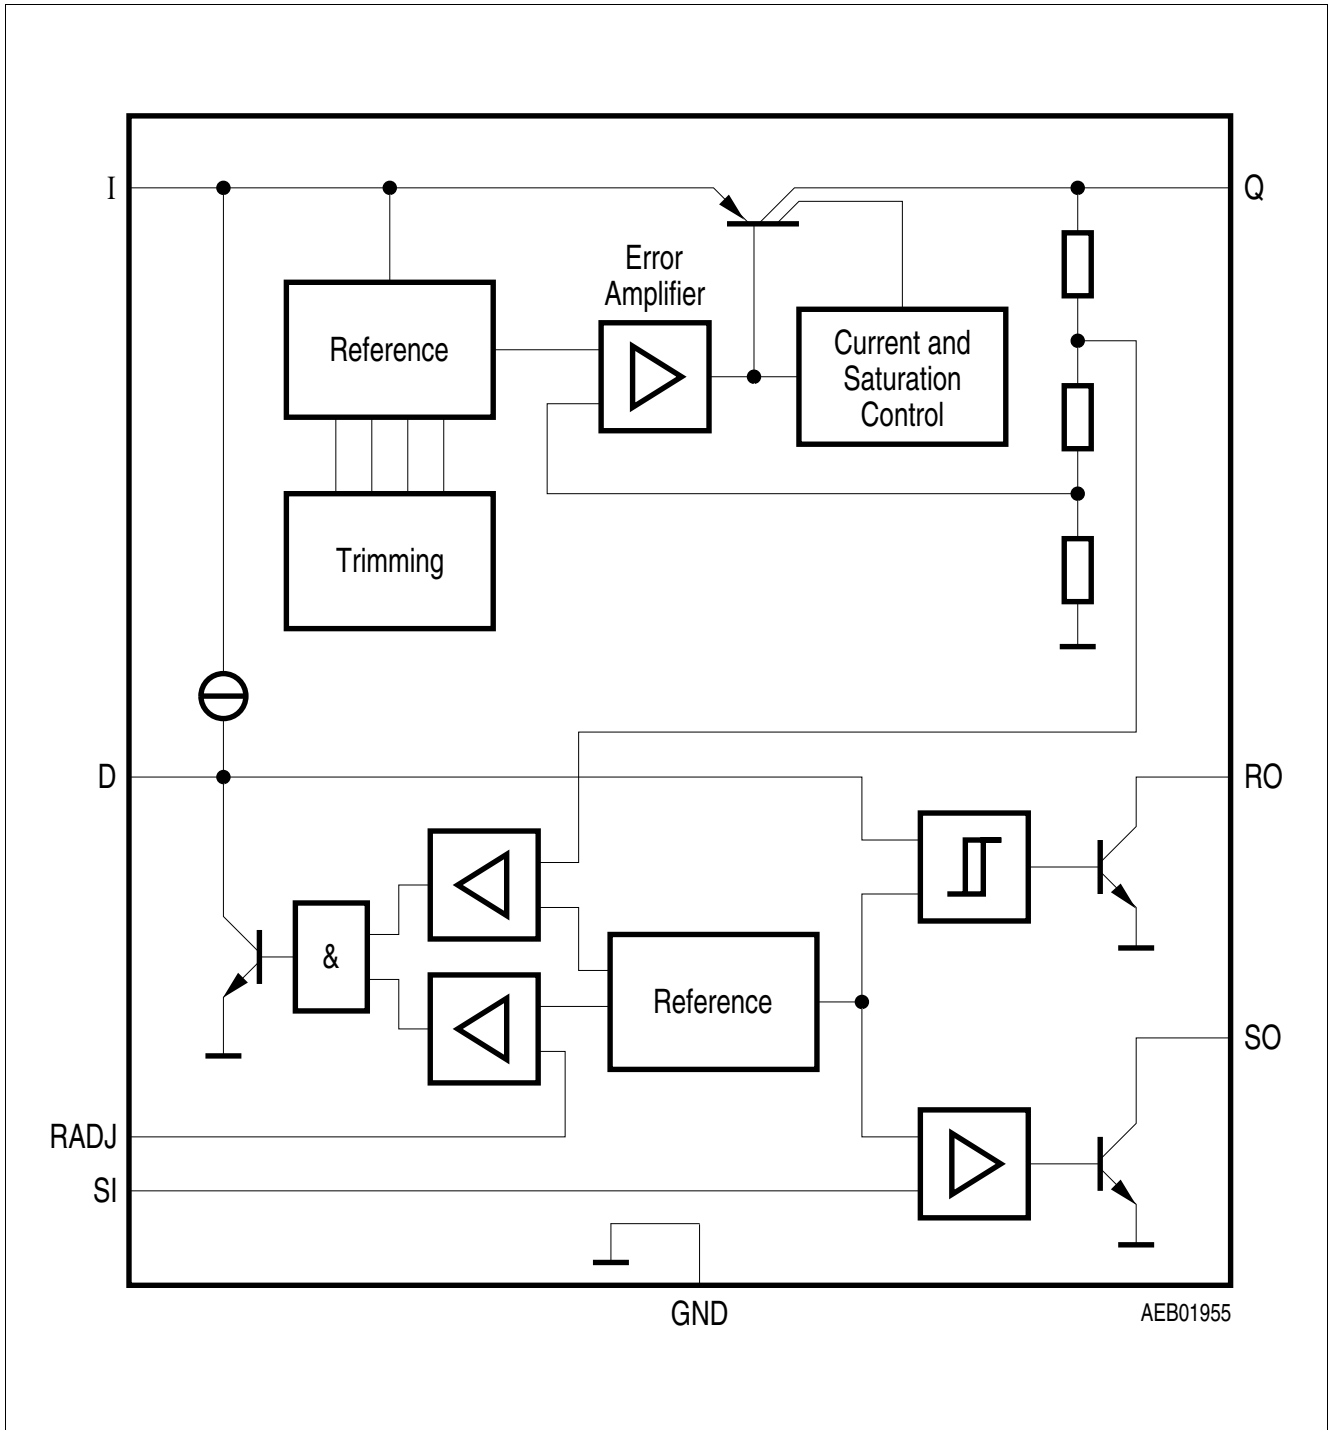 I
Q
Error
Amplifier
Reference
Current and
Saturation
Control
Trimming
D
RO
&
Reference
SO
RADJ
SI
GND
AEB01955